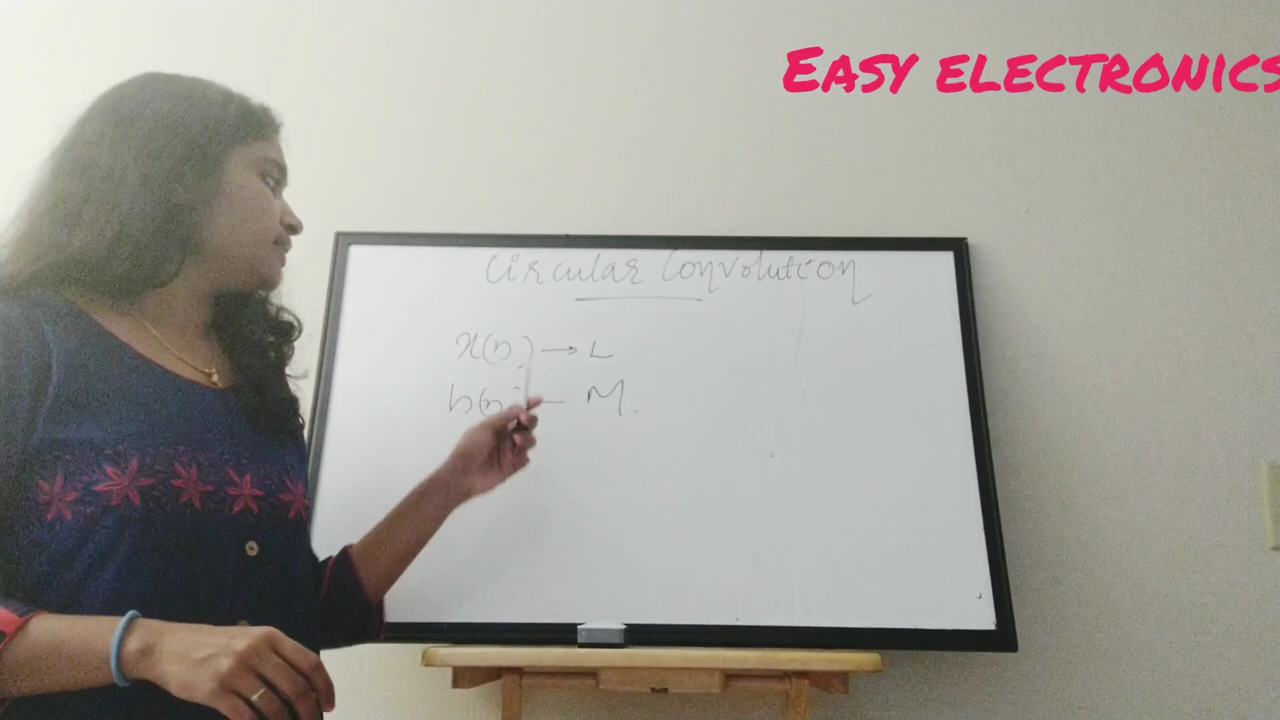 EASY ELECTRONICS
Circular Convolution
x(n) → L
h(n) — M.